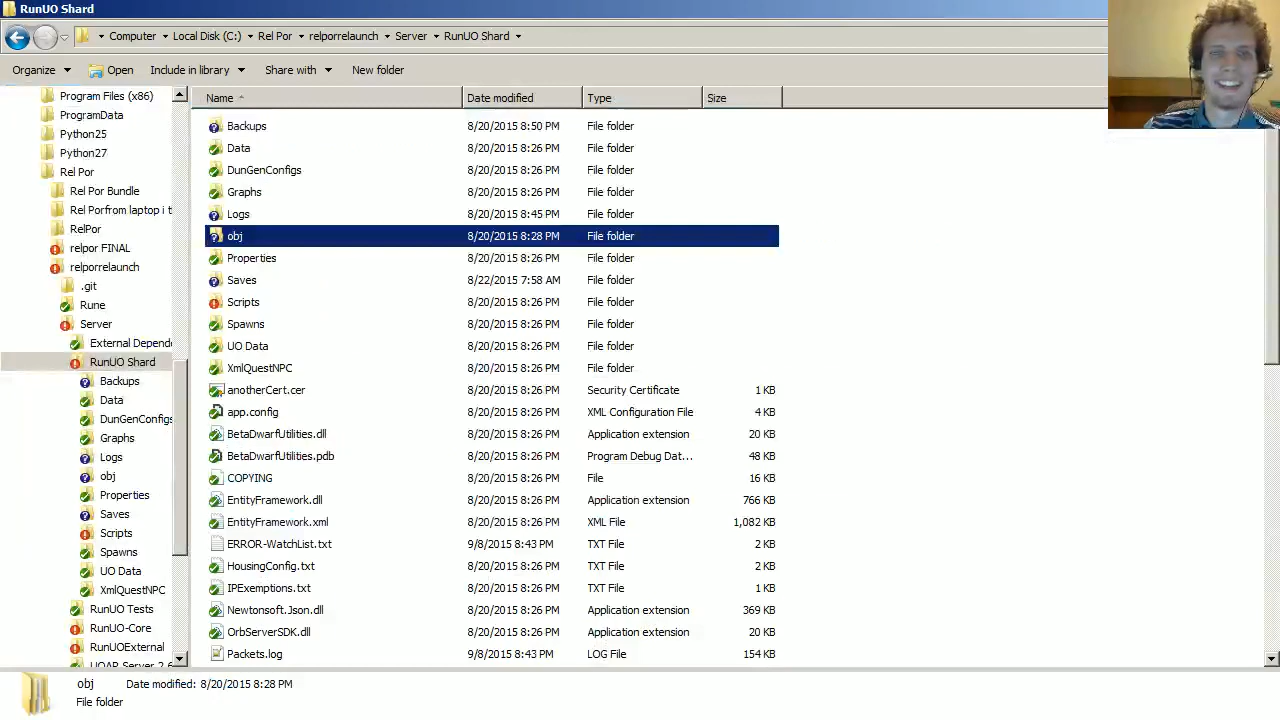 RunUO Shard
Computer Local Disk (C:) Rel Por relporrelaunch Server RunUO Shard
Organize Open Include in library Share with New folder
Program Files (x86)
ProgramData
Python25
Python27
Rel Por
Rel Por Bundle
Rel Porfrom laptop i t
RelPor
relpor FINAL
relporrelaunch
.git
Rune
Server
External Depend
RunUO Shard
Backups
Data
DunGenConfigs
Graphs
Logs
obj
Properties
Saves
Scripts
Spawns
UO Data
XmlQuestNPC
RunUO Tests
RunUO-Core
RunUOExternal
UOAR Server 2.6
Name Date modified Type Size
Backups 8/20/2015 8:50 PM File folder
Data 8/20/2015 8:26 PM File folder
DunGenConfigs 8/20/2015 8:26 PM File folder
Graphs 8/20/2015 8:26 PM File folder
Logs 8/20/2015 8:45 PM File folder
obj 8/20/2015 8:28 PM File folder
Properties 8/20/2015 8:26 PM File folder
Saves 8/22/2015 7:58 AM File folder
Scripts 8/20/2015 8:26 PM File folder
Spawns 8/20/2015 8:26 PM File folder
UO Data 8/20/2015 8:26 PM File folder
XmlQuestNPC 8/20/2015 8:26 PM File folder
anotherCert.cer 8/20/2015 8:26 PM Security Certificate 1 KB
app.config 8/20/2015 8:26 PM XML Configuration File 4 KB
BetaDwarfUtilities.dll 8/20/2015 8:26 PM Application extension 20 KB
BetaDwarfUtilities.pdb 8/20/2015 8:26 PM Program Debug Dat... 48 KB
COPYING 8/20/2015 8:26 PM File 16 KB
EntityFramework.dll 8/20/2015 8:26 PM Application extension 766 KB
EntityFramework.xml 8/20/2015 8:26 PM XML File 1,082 KB
ERROR-WatchList.txt 9/8/2015 8:43 PM TXT File 2 KB
HousingConfig.txt 8/20/2015 8:26 PM TXT File 2 KB
IPExemptions.txt 8/20/2015 8:26 PM TXT File 1 KB
Newtonsoft.Json.dll 8/20/2015 8:26 PM Application extension 369 KB
OrbServerSDK.dll 8/20/2015 8:26 PM Application extension 20 KB
Packets.log 9/8/2015 8:43 PM LOG File 154 KB
obj Date modified: 8/20/2015 8:28 PM
File folder